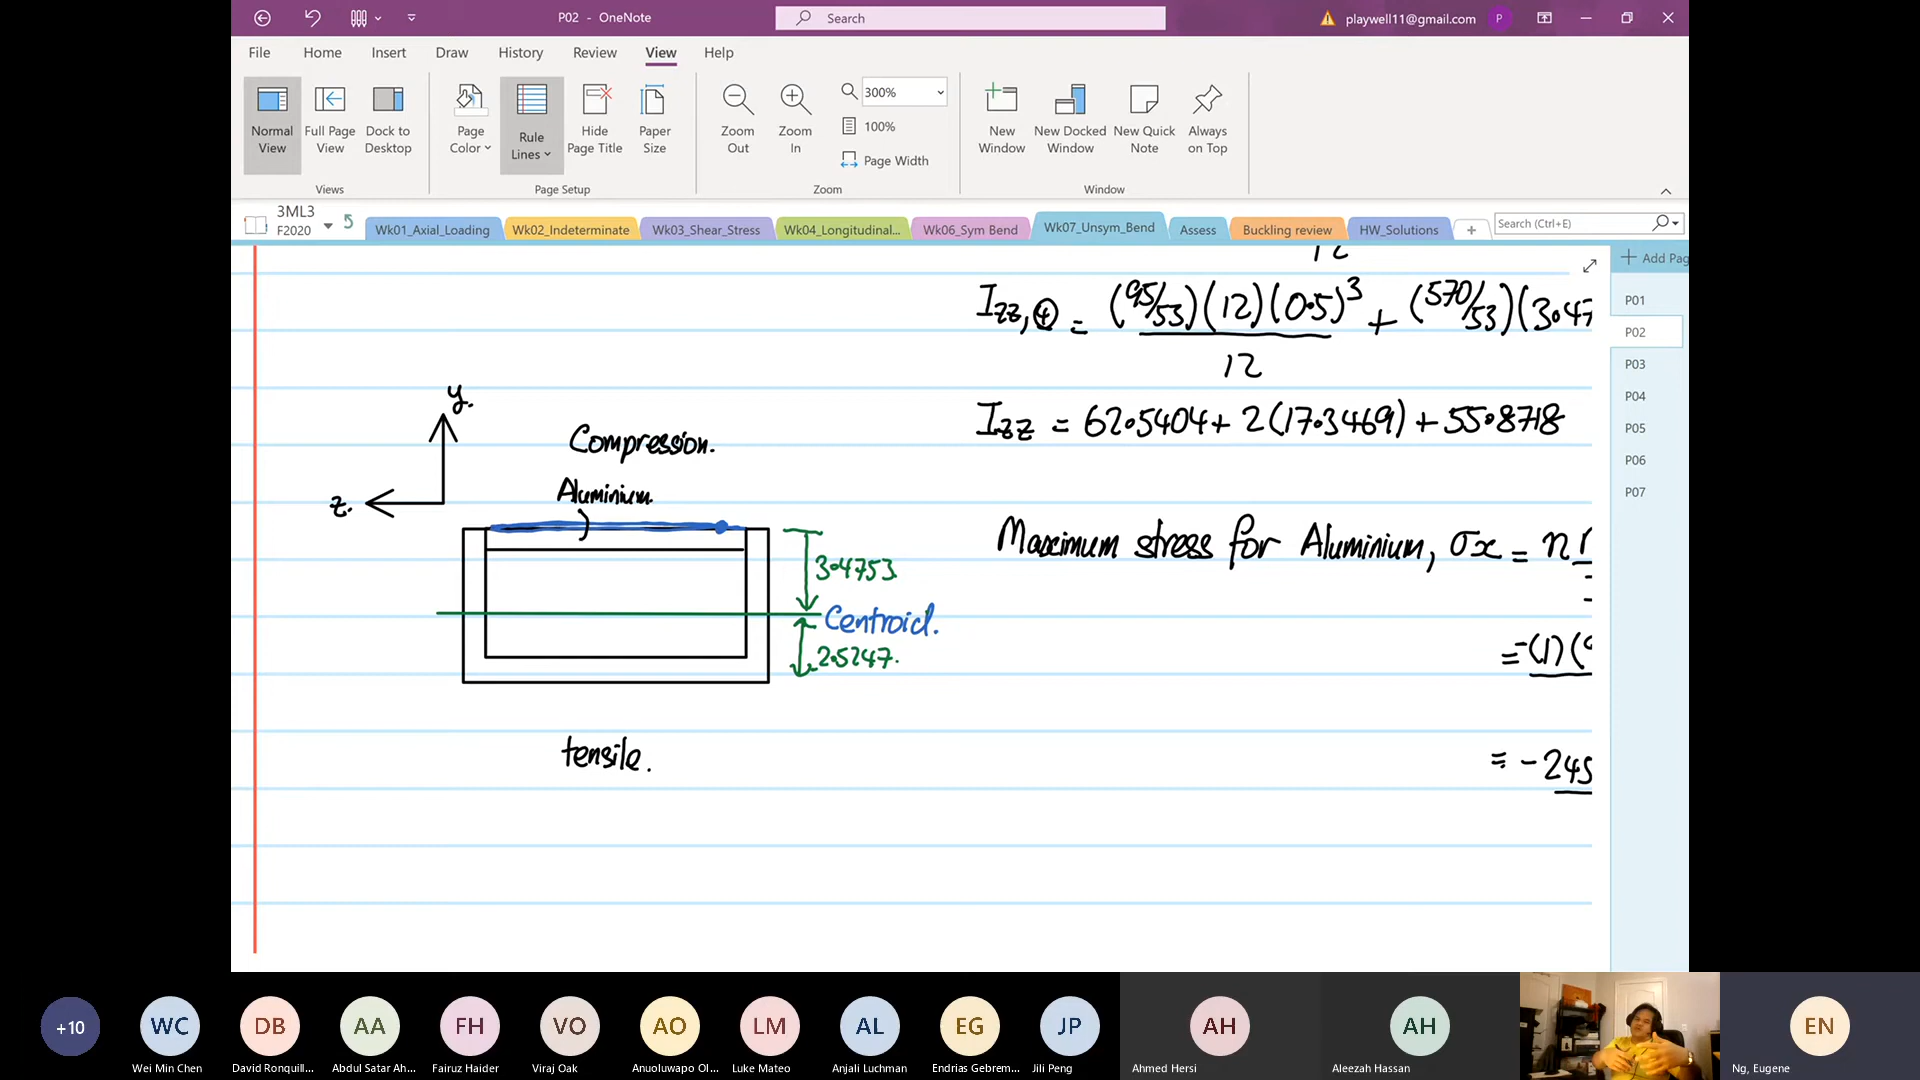 P02 - OneNote
Search
playwell11@gmail.com
P
File Home Insert Draw History Review View Help
Normal View
Full Page View
Dock to Desktop
Page Color
Rule Lines
Hide Page Title
Paper Size
Zoom Out
Zoom In
300%
100%
Page Width
New Window
New Docked Window
New Quick Note
Always on Top
Views
Page Setup
Zoom
Window
3ML3
F2020
Wk01_Axial_Loading
Wk02_Indeterminate
Wk03_Shear_Stress
Wk04_Longitudinal...
Wk06_Sym Bend
Wk07_Unsym_Bend
Assess
Buckling review
HW_Solutions
+
Search (Ctrl+E)
Add Pag
P01
P02
P03
P04
P05
P06
P07
12
Izz,④ = (95/53)(12)(0.5)³ + (570/53)(3.47
12
Izz = 62.5404 + 2(17.3469) + 55.8718
y.
z.
Compression.
Aluminium
3.4753
Centroid.
2.5247.
tensile.
Maximum stress for Aluminium, σx = n
= -(1)(
= -245
+10
WC
DB
AA
FH
VO
AO
LM
AL
EG
JP
AH
AH
EN
Wei Min Chen
David Ronquill...
Abdul Satar Ah...
Fairuz Haider
Viraj Oak
Anuoluwapo Ol...
Luke Mateo
Anjali Luchman
Endrias Gebrem...
Jili Peng
Ahmed Hersi
Aleezah Hassan
Ng, Eugene